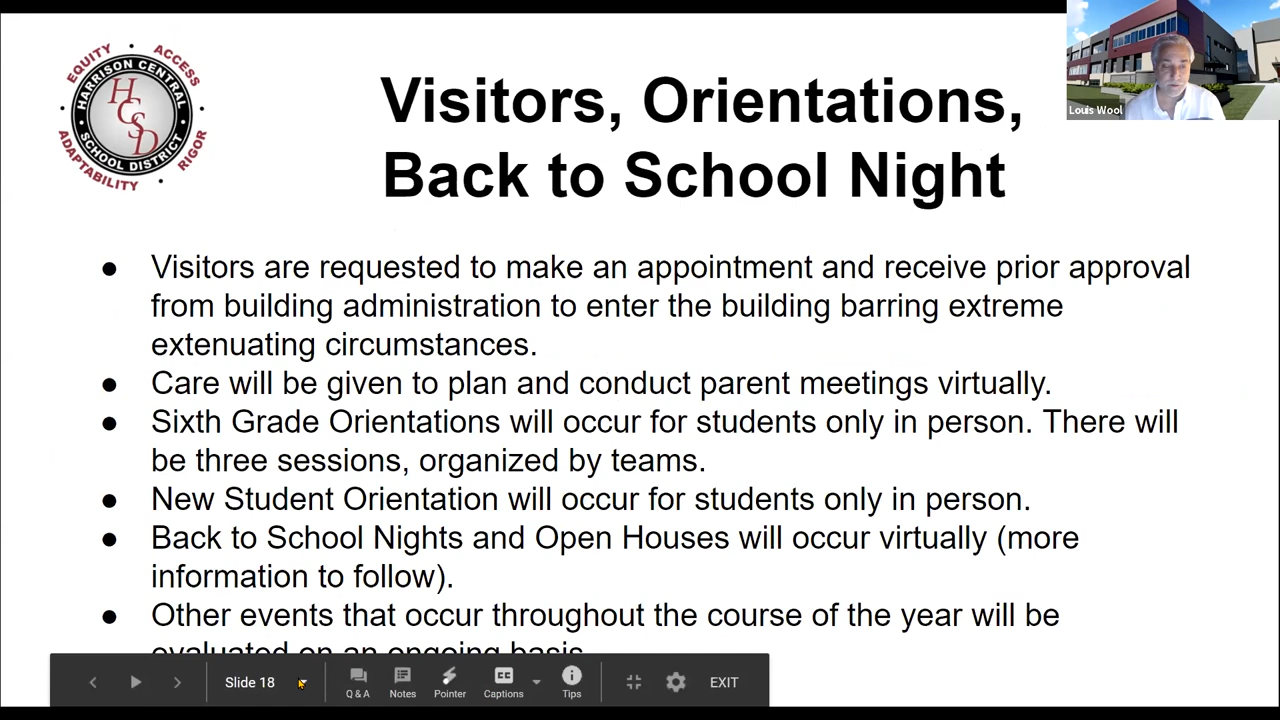 EQUITY
ACCESS
HARRISON CENTRAL
HCSD
SCHOOL DISTRICT
ADAPTABILITY
RIGOR
Visitors, Orientations,
Back to School Night
Louis Wool
● Visitors are requested to make an appointment and receive prior approval
from building administration to enter the building barring extreme
extenuating circumstances.
● Care will be given to plan and conduct parent meetings virtually.
● Sixth Grade Orientations will occur for students only in person. There will
be three sessions, organized by teams.
● New Student Orientation will occur for students only in person.
● Back to School Nights and Open Houses will occur virtually (more
information to follow).
● Other events that occur throughout the course of the year will be
evaluated on an ongoing basis.
Slide 18
Q & A
Notes
Pointer
CC
Captions
Tips
EXIT